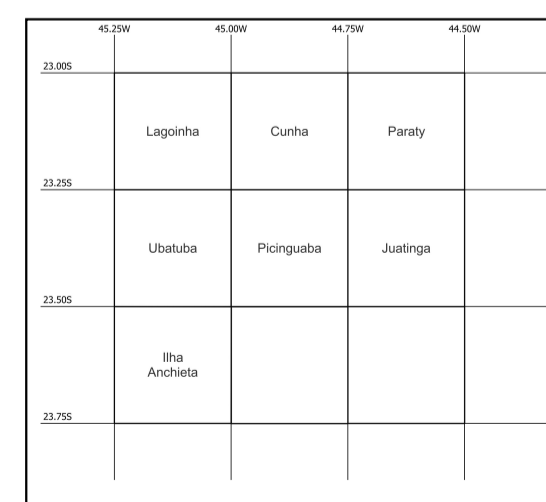 45.25W 45.00W 44.75W 44.50W
23.00S
Lagoinha Cunha Paraty
23.25S
Ubatuba Picinguaba Juatinga
23.50S
Ilha
Anchieta
23.75S